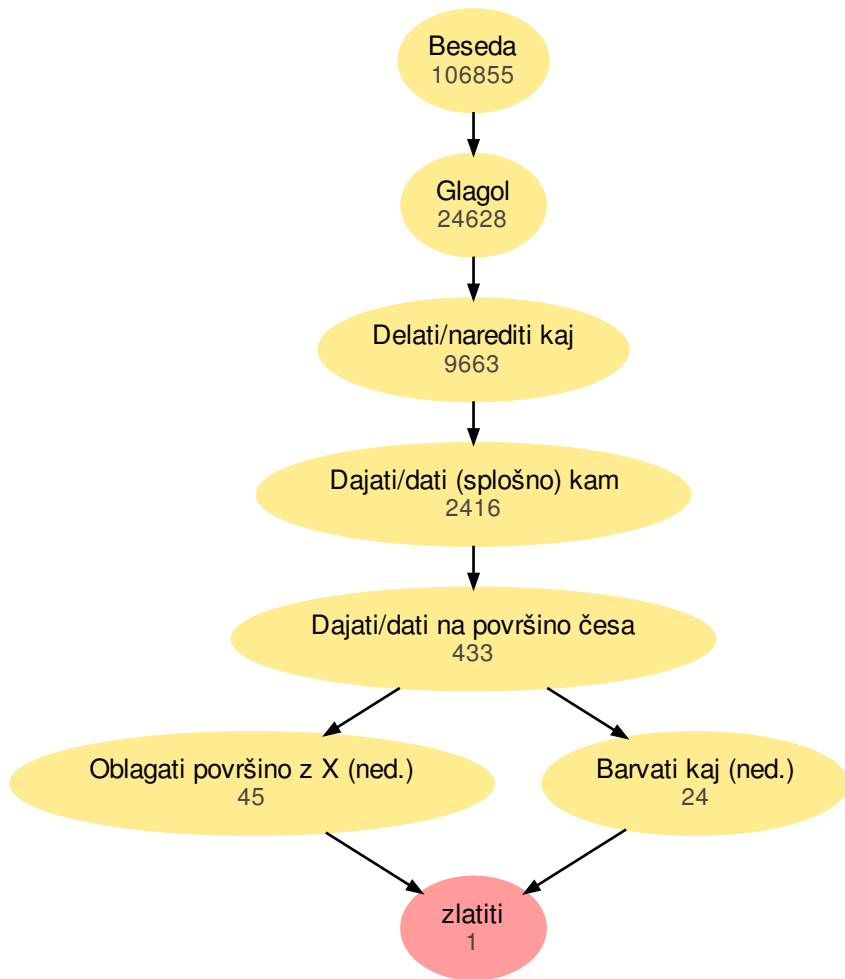 Beseda
106855
Glagol
24628
Delati/narediti kaj
9663
Dajati/dati (splošno) kam
2416
Dajati/dati na površino česa
433
Oblagati površino z X (ned.)
45
Barvati kaj (ned.)
24
zlatiti
1